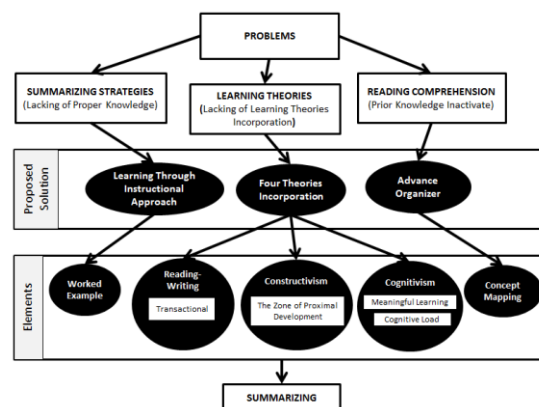 PROBLEMS
SUMMARIZING STRATEGIES
(Lacking of Proper Knowledge)
LEARNING THEORIES
(Lacking of Learning Theories
Incorporation)
READING COMPREHENSION
(Prior Knowledge Inactivate)
Proposed
Solution
Learning Through
Instructional
Approach
Four Theories
Incorporation
Advance
Organizer
Elements
Worked
Example
Reading-
Writing
Transactional
Constructivism
The Zone of Proximal
Development
Cognitivism
Meaningful Learning
Cognitive Load
Concept
Mapping
SUMMARIZING